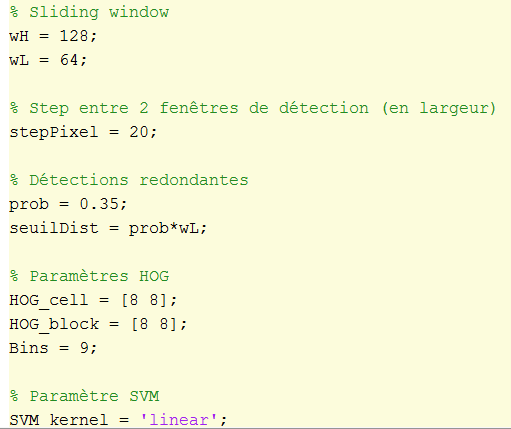 % Sliding window
wH = 128;
wL = 64;
% Step entre 2 fenêtres de détection (en largeur)
stepPixel = 20;
% Détections redondantes
prob = 0.35;
seuilDist = prob*wL;
% Paramètres HOG
HOG_cell = [8 8];
HOG_block = [8 8];
Bins = 9;
% Paramètre SVM
SVM_kernel = 'linear';